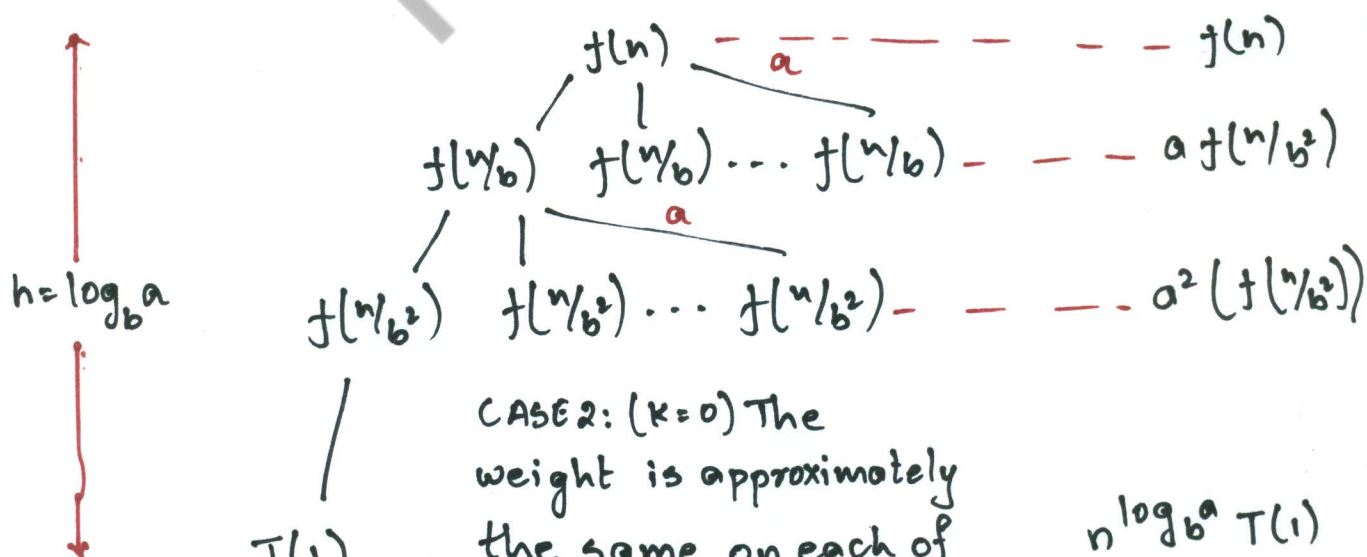 f(n) a f(n)
f(n/b) f(n/b) ... f(n/b) a f(n/b²)
a
h = log_b a f(n/b²) f(n/b²) ... f(n/b²) a² (f(n/b²))
CASE 2: (K=0) The
weight is approximately
T(1) the same on each of n^{log_b a} T(1)